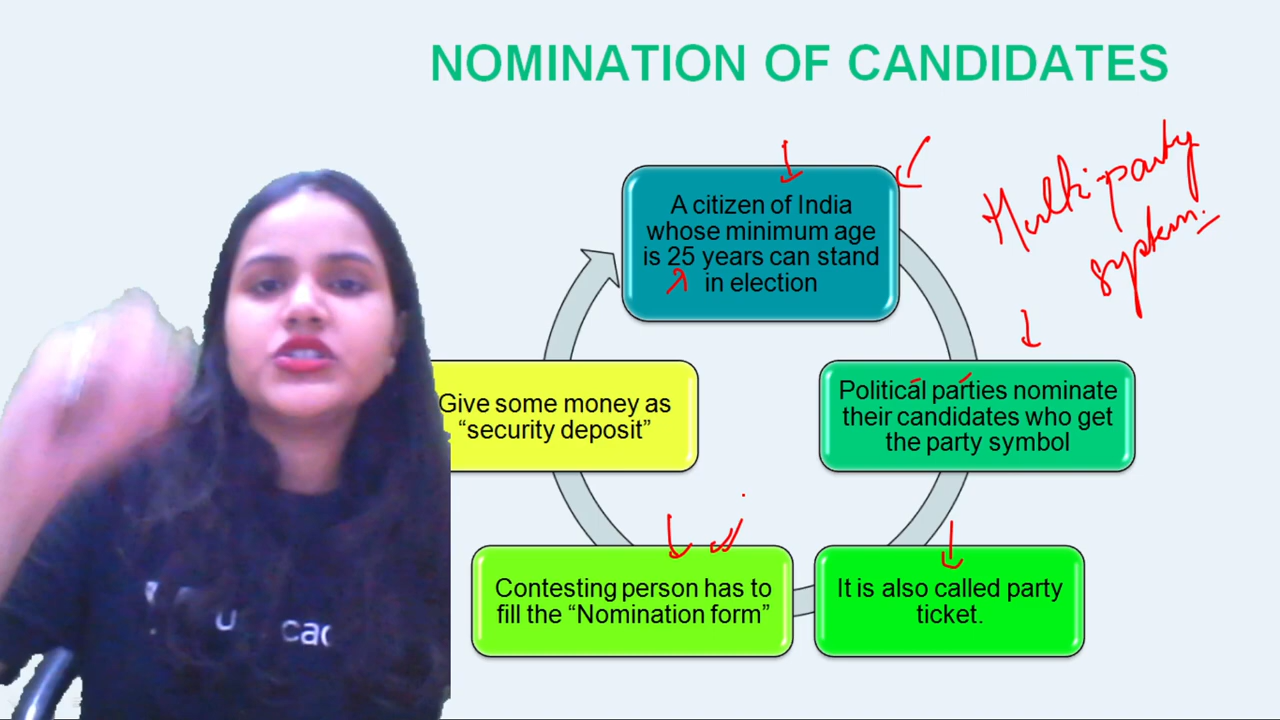 NOMINATION OF CANDIDATES
A citizen of India
whose minimum age
is 25 years can stand
in election
Multi-party
system.
Political parties nominate
their candidates who get
the party symbol
It is also called party
ticket.
Contesting person has to
fill the “Nomination form”
Give some money as
“security deposit”